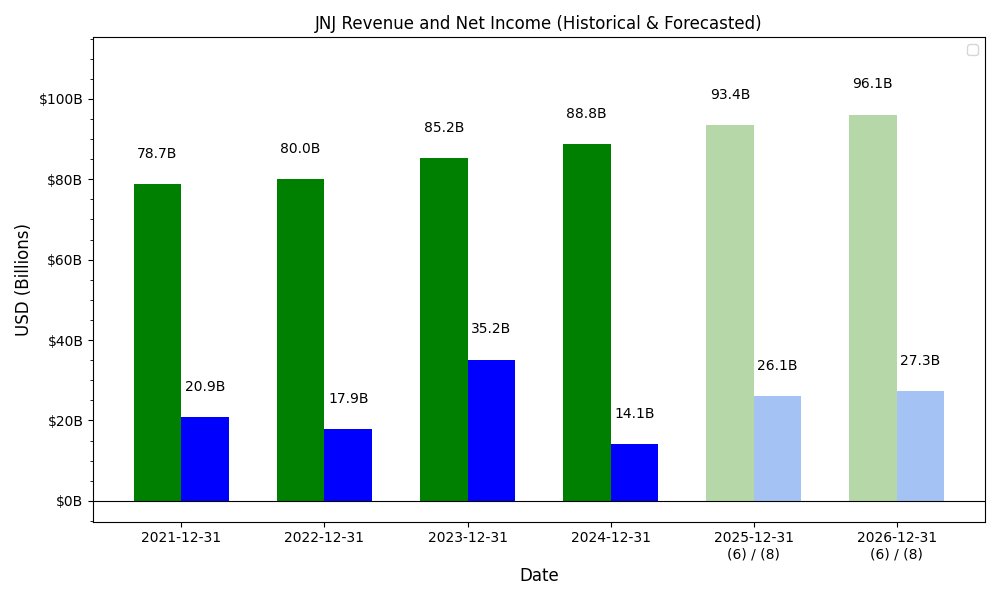 JNJ Revenue and Net Income (Historical & Forecasted)
USD (Billions)
$100B
$80B
$60B
$40B
$20B
$0B
78.7B
20.9B
80.0B
17.9B
85.2B
35.2B
88.8B
14.1B
93.4B
26.1B
96.1B
27.3B
2021-12-31
2022-12-31
2023-12-31
2024-12-31
2025-12-31
(6) / (8)
2026-12-31
(6) / (8)
Date